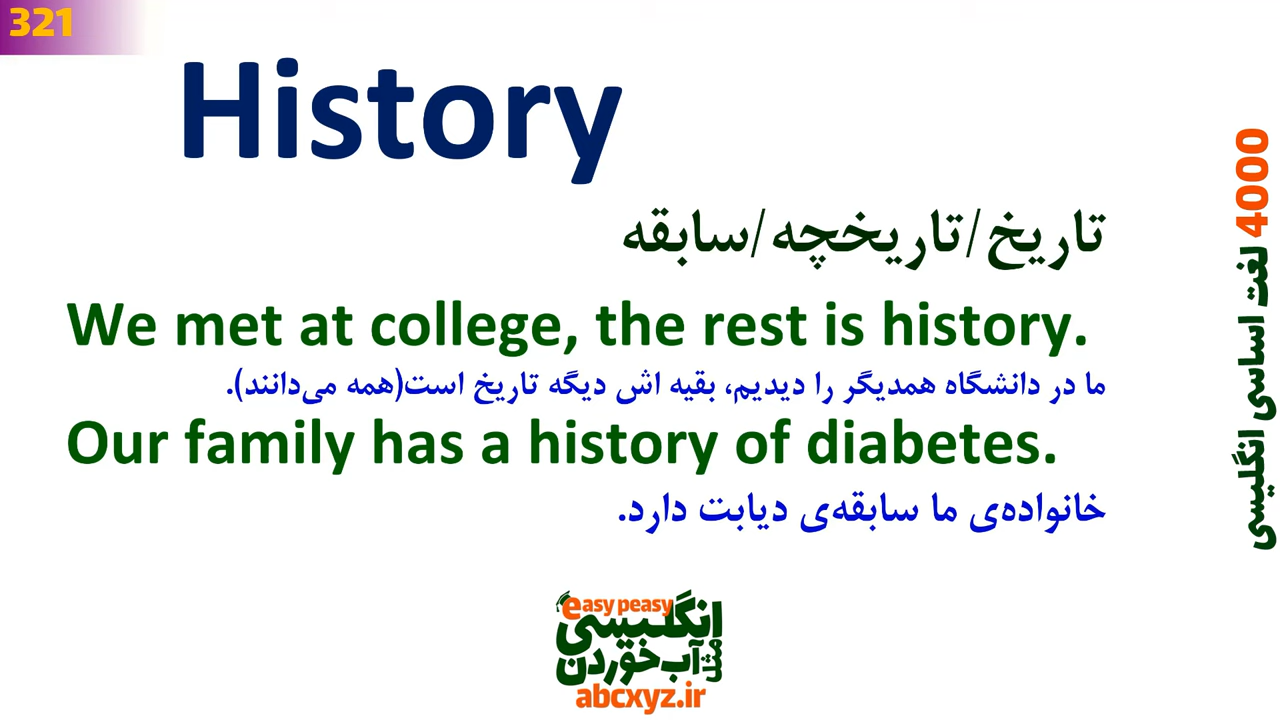 321
History
تاریخ/تاریخچه/سابقه
We met at college, the rest is history.
ما در دانشگاه همدیگر را دیدیم، بقیه اش دیگه تاریخ است(همه می‌دانند).
Our family has a history of diabetes.
خانواده‌ی ما سابقه‌ی دیابت دارد.
4000 لغت اساسی انگلیسی
easy peasy
انگلیسی
مثل آب خوردن
abcxyz.ir